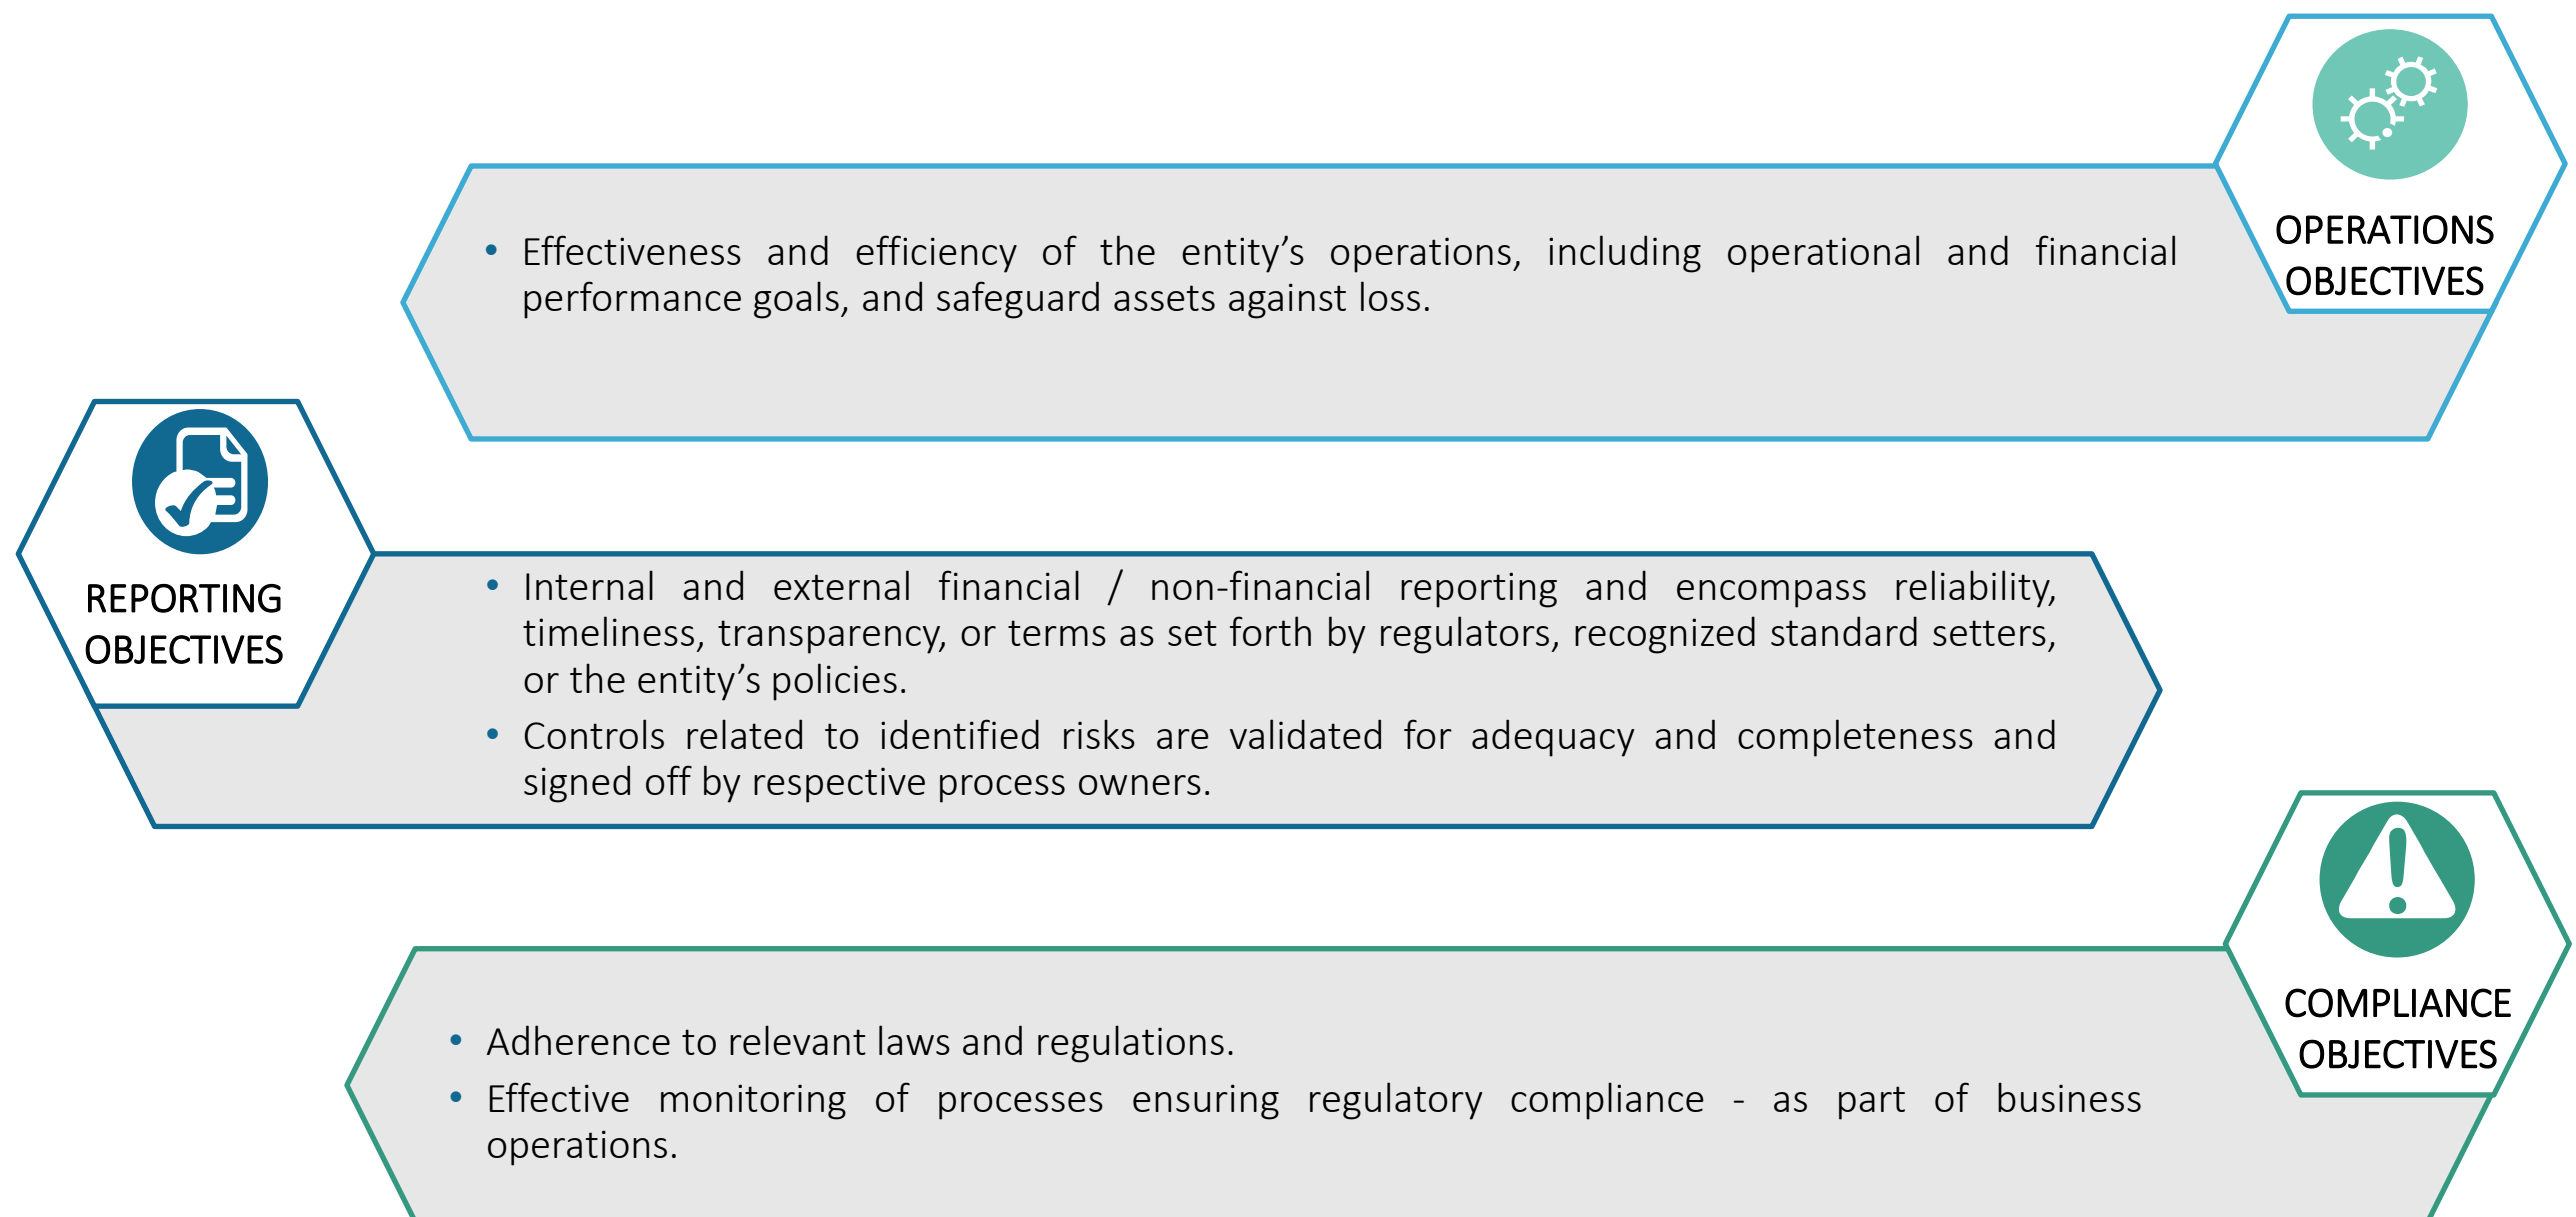 OPERATIONS
OBJECTIVES
• Effectiveness and efficiency of the entity’s operations, including operational and financial
performance goals, and safeguard assets against loss.
REPORTING
OBJECTIVES
• Internal and external financial / non-financial reporting and encompass reliability,
timeliness, transparency, or terms as set forth by regulators, recognized standard setters,
or the entity’s policies.
• Controls related to identified risks are validated for adequacy and completeness and
signed off by respective process owners.
COMPLIANCE
OBJECTIVES
• Adherence to relevant laws and regulations.
• Effective monitoring of processes ensuring regulatory compliance - as part of business
operations.